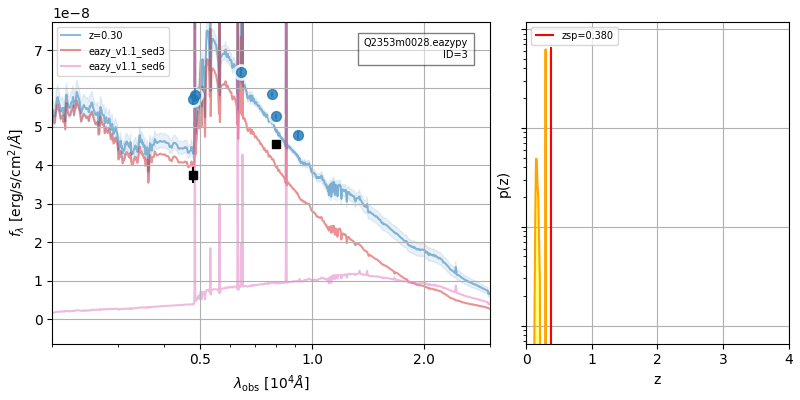 1e−8
z=0.30
eazy_v1.1_sed3
eazy_v1.1_sed6
Q2353m0028.eazypy
ID=3
7
6
5
4
3
2
1
0
f_λ [erg/s/cm²/Å]
0.5
1.0
2.0
λ_obs [10⁴Å]
zsp=0.380
p(z)
0
1
2
3
4
z